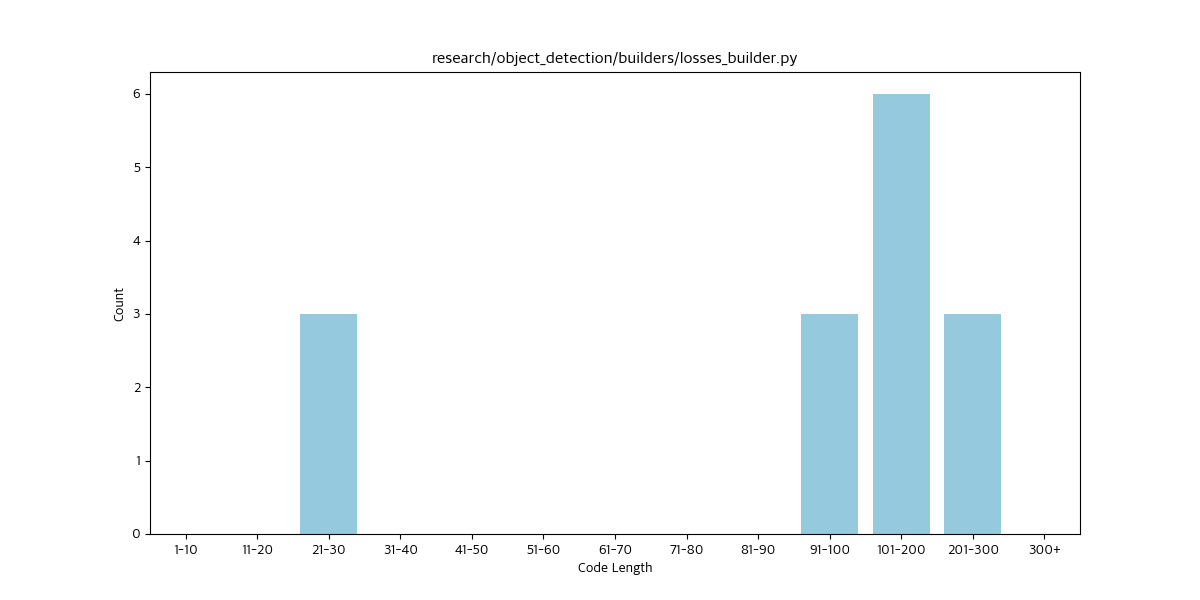 research/object_detection/builders/losses_builder.py
6
5
4
3
2
1
0
Count
1-10 11-20 21-30 31-40 41-50 51-60 61-70 71-80 81-90 91-100 101-200 201-300 300+
Code Length